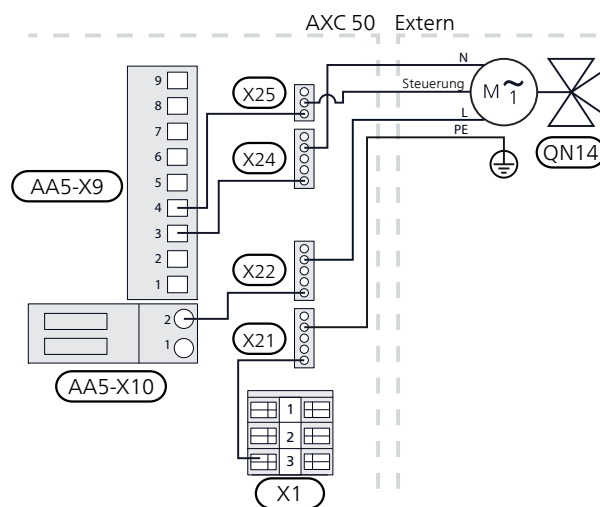 AXC 50 Extern
9
8
7
6
5
4
3
2
1
AA5-X9
X25
X24
X22
X21
N
Steuerung
L
PE
M ~
1
QN14
2
1
AA5-X10
1
2
3
X1